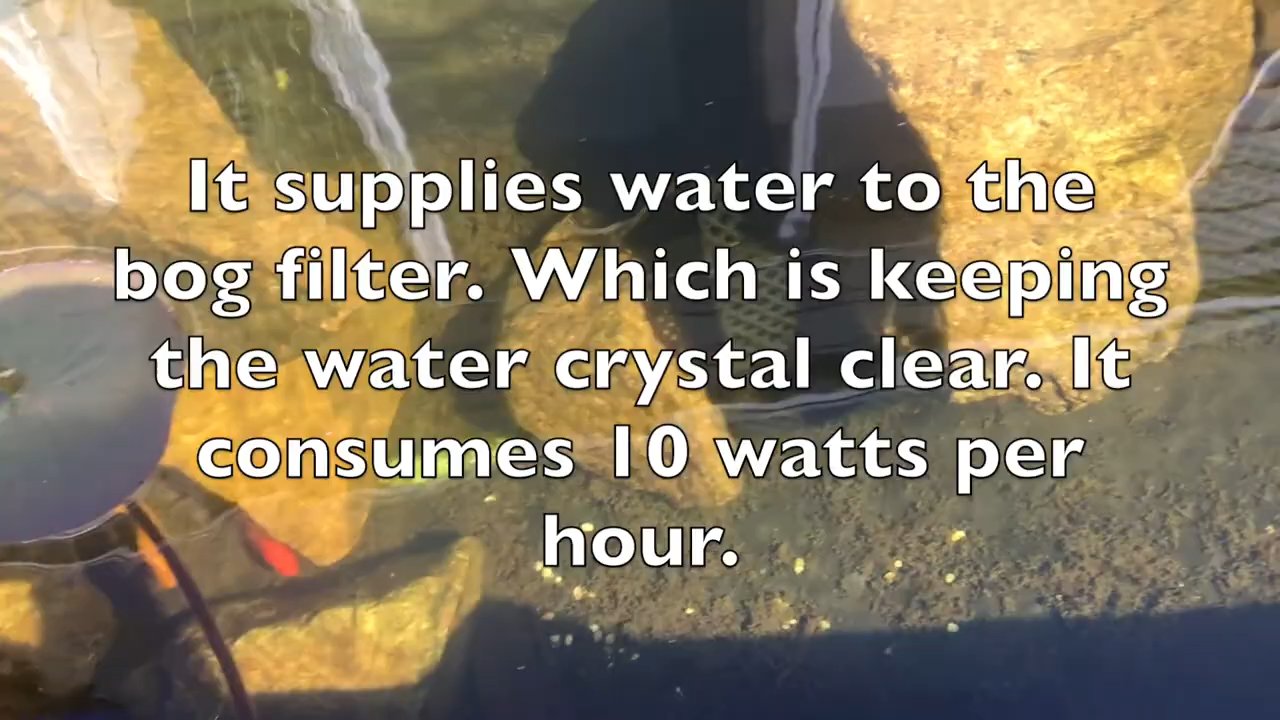 It supplies water to the
bog filter. Which is keeping
the water crystal clear. It
consumes 10 watts per
hour.